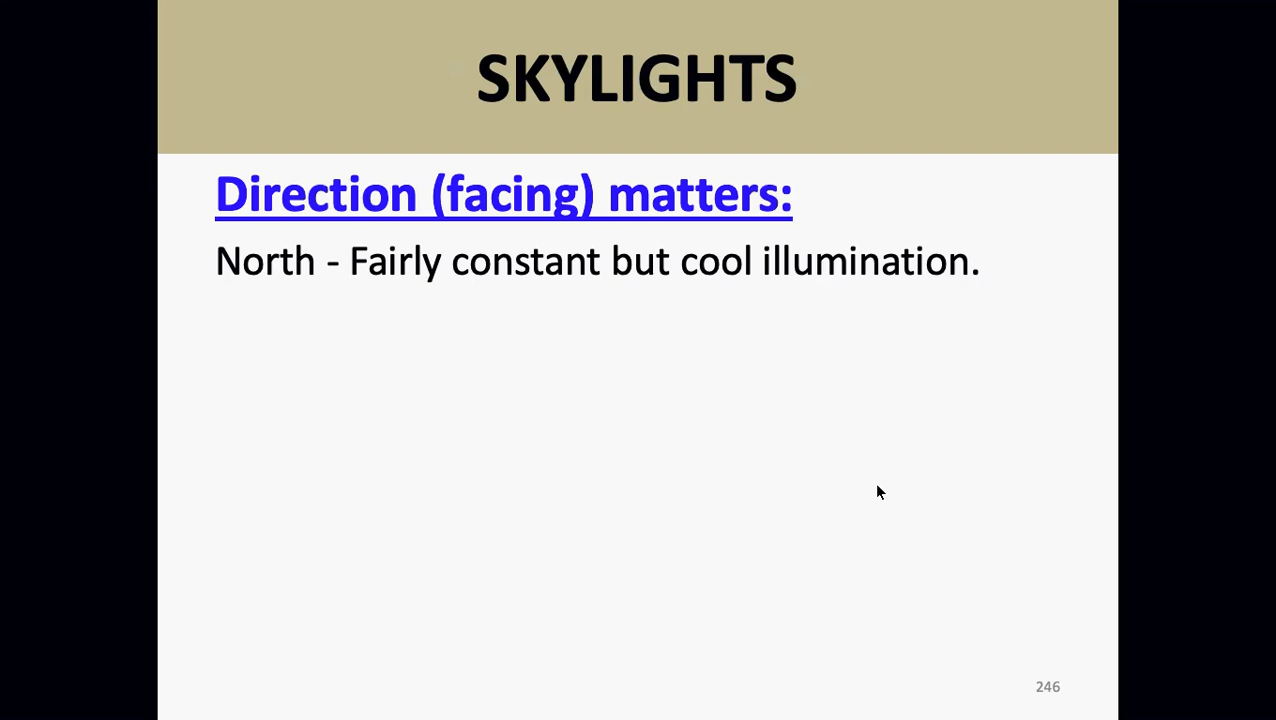 SKYLIGHTS
Direction (facing) matters:
North - Fairly constant but cool illumination.
246